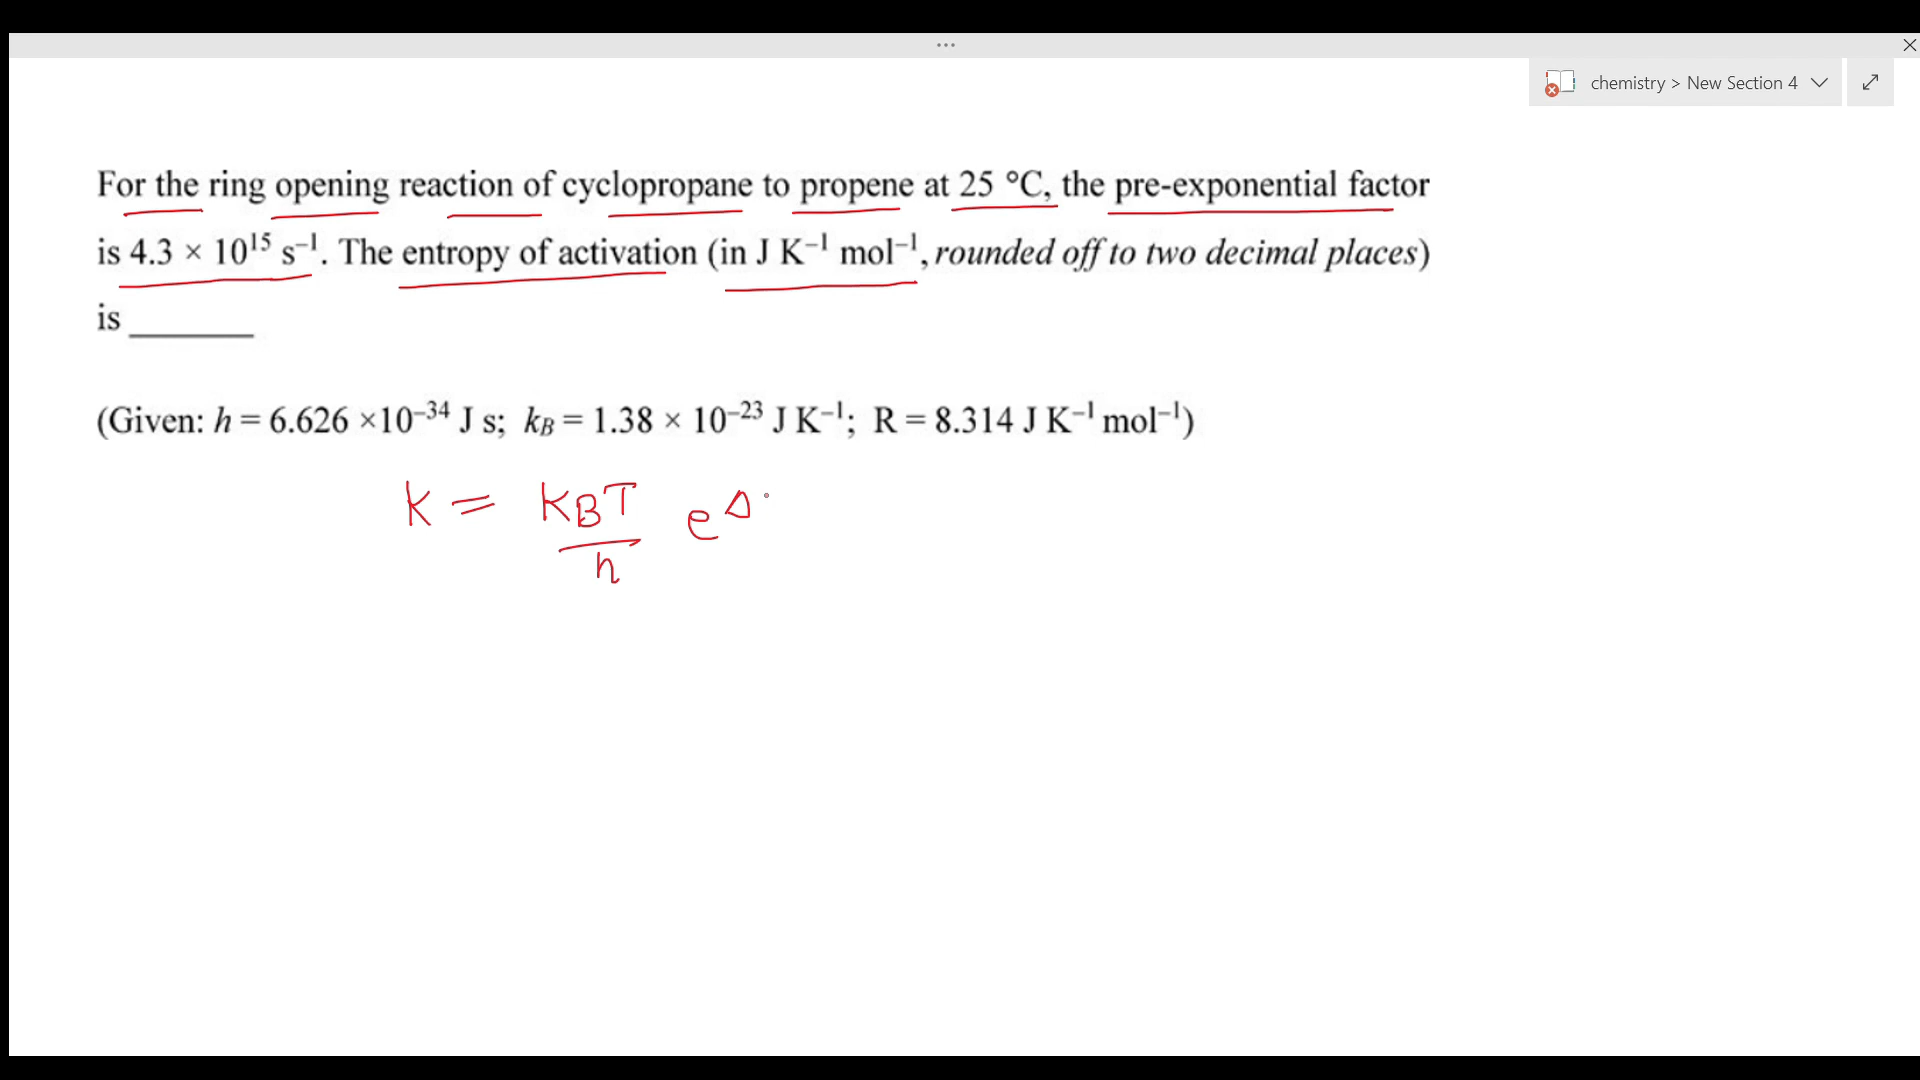 chemistry > New Section 4
For the ring opening reaction of cyclopropane to propene at 25 °C, the pre-exponential factor
is 4.3 × 10¹⁵ s⁻¹. The entropy of activation (in J K⁻¹ mol⁻¹, rounded off to two decimal places)
is ________
(Given: h = 6.626 ×10⁻³⁴ J s; k_B = 1.38 × 10⁻²³ J K⁻¹; R = 8.314 J K⁻¹ mol⁻¹)
K = KBT e^Δ
h